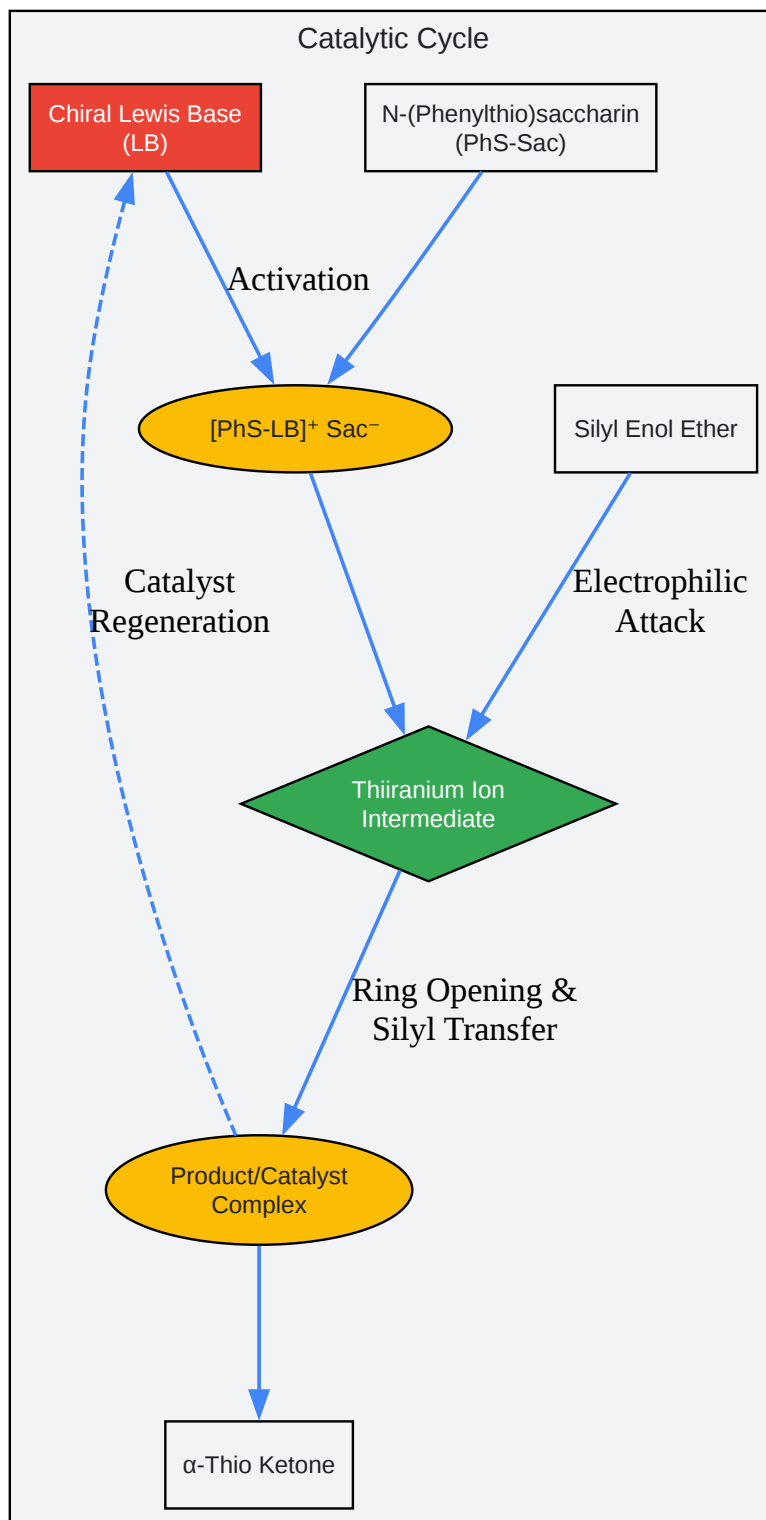 Catalytic Cycle
Chiral Lewis Base
(LB)
N-(Phenylthio)saccharin
(PhS-Sac)
Activation
[PhS-LB]⁺ Sac⁻
Silyl Enol Ether
Catalyst
Regeneration
Electrophilic
Attack
Thiiranium Ion
Intermediate
Ring Opening &
Silyl Transfer
Product/Catalyst
Complex
α-Thio Ketone